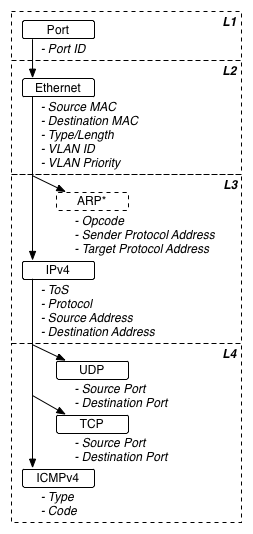 L1
Port
- Port ID
L2
Ethernet
- Source MAC
- Destination MAC
- Type/Length
- VLAN ID
- VLAN Priority
L3
ARP*
- Opcode
- Sender Protocol Address
- Target Protocol Address
IPv4
- ToS
- Protocol
- Source Address
- Destination Address
L4
UDP
- Source Port
- Destination Port
TCP
- Source Port
- Destination Port
ICMPv4
- Type
- Code